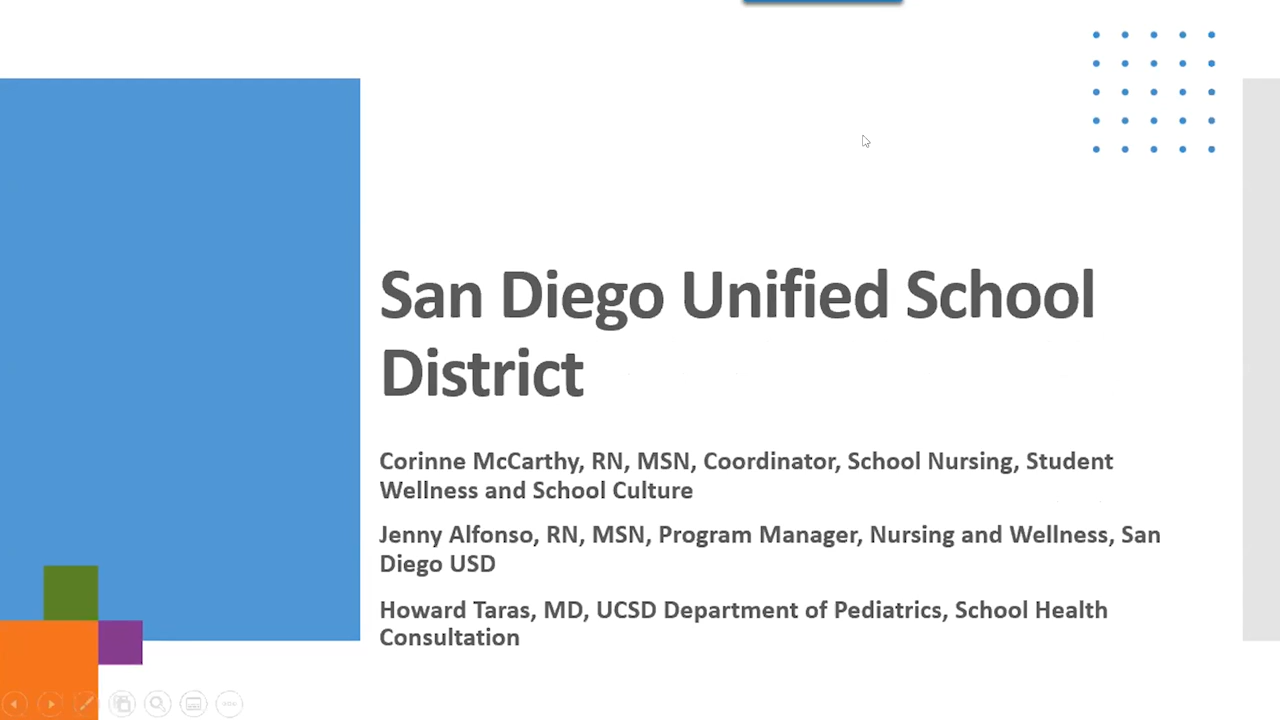 San Diego Unified School
District
Corinne McCarthy, RN, MSN, Coordinator, School Nursing, Student
Wellness and School Culture
Jenny Alfonso, RN, MSN, Program Manager, Nursing and Wellness, San
Diego USD
Howard Taras, MD, UCSD Department of Pediatrics, School Health
Consultation